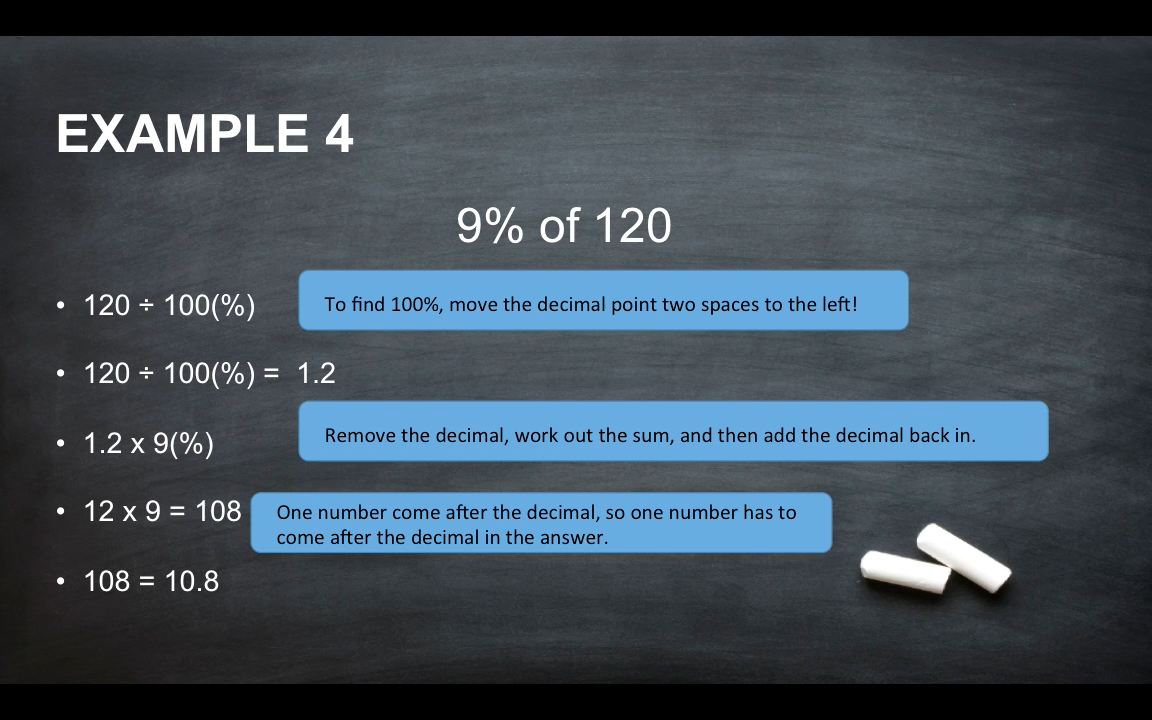 EXAMPLE 4
9% of 120
• 120 ÷ 100(%)
To find 100%, move the decimal point two spaces to the left!
• 120 ÷ 100(%) = 1.2
• 1.2 x 9(%)
Remove the decimal, work out the sum, and then add the decimal back in.
• 12 x 9 = 108
One number come after the decimal, so one number has to
come after the decimal in the answer.
• 108 = 10.8